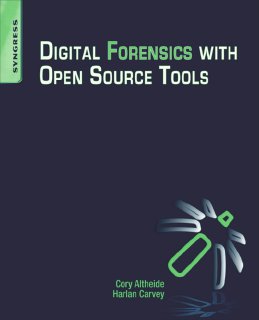 SYNGRESS
DIGITAL FORENSICS WITH
OPEN SOURCE TOOLS
Cory Altheide
Harlan Carvey